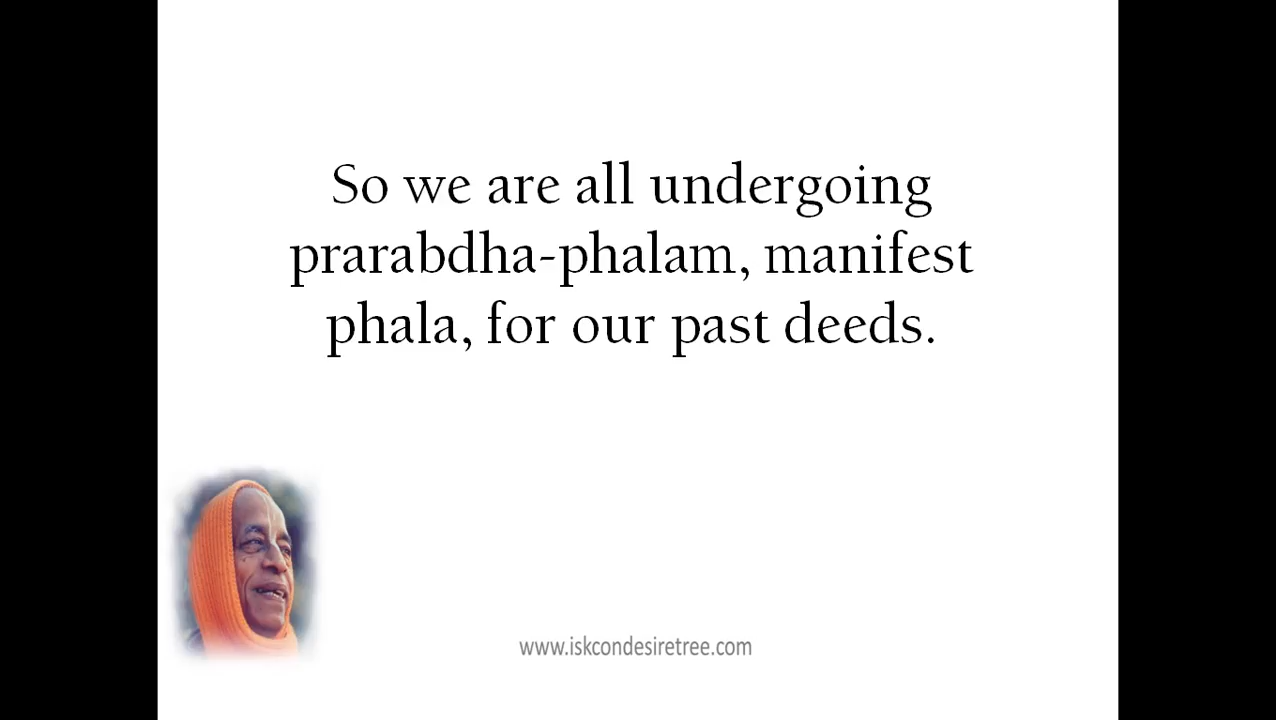 So we are all undergoing
prarabdha-phalam, manifest
phala, for our past deeds.
www.iskcondesiretree.com